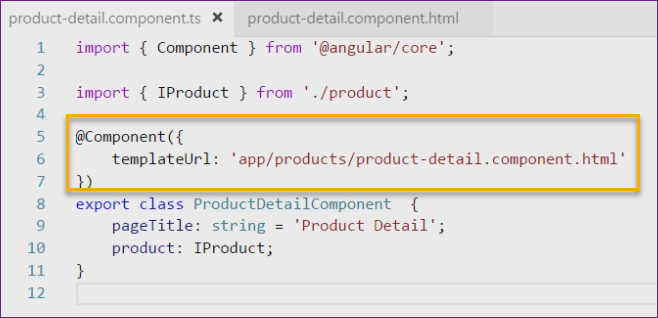 product-detail.component.ts × product-detail.component.html
1 import { Component } from '@angular/core';
2
3 import { IProduct } from './product';
4
5 @Component({
6     templateUrl: 'app/products/product-detail.component.html'
7 })
8 export class ProductDetailComponent  {
9     pageTitle: string = 'Product Detail';
10     product: IProduct;
11 }
12